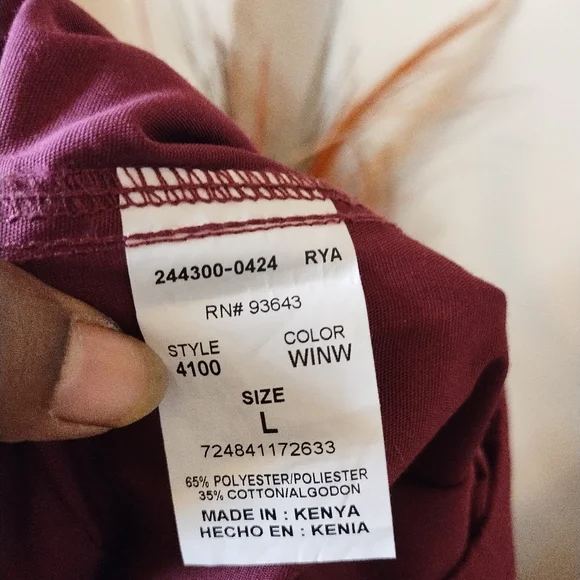 244300-0424 RYA
RN# 93643
STYLE COLOR
4100 WINW
SIZE
L
724841172633
65% POLYESTER/POLIESTER
35% COTTON/ALGODON
MADE IN : KENYA
HECHO EN : KENIA